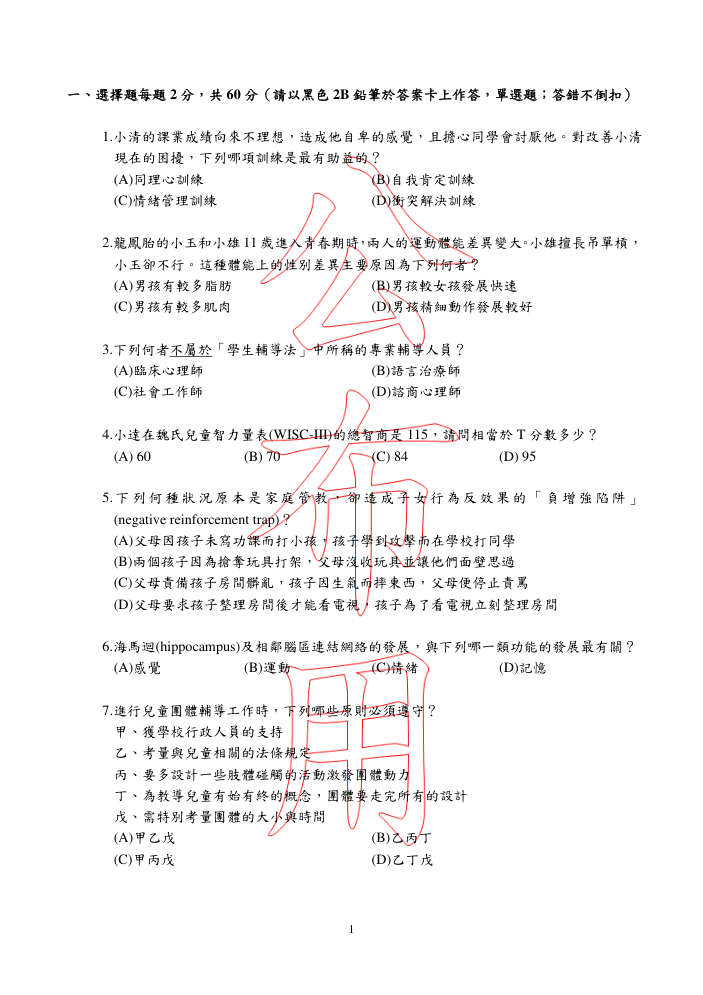 一、選擇題每題 2 分，共 60 分（請以黑色 2B 鉛筆於答案卡上作答，單選題；答錯不倒扣）
1.小清的課業成績向來不理想，造成他自卑的感覺，且擔心同學會討厭他。對改善小清
現在的困擾，下列哪項訓練是最有助益的？
(A)同理心訓練 (B)自我肯定訓練
(C)情緒管理訓練 (D)衝突解決訓練
2.龍鳳胎的小玉和小雄 11 歲進入青春期時，兩人的運動體能差異變大。小雄擅長吊單槓，
小玉卻不行。這種體能上的性別差異主要原因為下列何者？
(A)男孩有較多脂肪 (B)男孩較女孩發展快速
(C)男孩有較多肌肉 (D)男孩精細動作發展較好
3.下列何者不屬於「學生輔導法」中所稱的專業輔導人員？
(A)臨床心理師 (B)語言治療師
(C)社會工作師 (D)諮商心理師
4.小達在魏氏兒童智力量表(WISC-III)的總智商是 115，請問相當於 T 分數多少？
(A) 60 (B) 70 (C) 84 (D) 95
5.下列何種狀況原本是家庭管教，卻造成子女行為反效果的「負增強陷阱」
(negative reinforcement trap)？
(A)父母因孩子未寫功課而打小孩，孩子學到攻擊而在學校打同學
(B)兩個孩子因為搶奪玩具打架，父母沒收玩具並讓他們面壁思過
(C)父母責備孩子房間髒亂，孩子因生氣而摔東西，父母便停止責罵
(D)父母要求孩子整理房間後才能看電視，孩子為了看電視立刻整理房間
6.海馬迴(hippocampus)及相鄰腦區連結網絡的發展，與下列哪一類功能的發展最有關？
(A)感覺 (B)運動 (C)情緒 (D)記憶
7.進行兒童團體輔導工作時，下列哪些原則必須遵守？
甲、獲學校行政人員的支持
乙、考量與兒童相關的法條規定
丙、要多設計一些肢體碰觸的活動激發團體動力
丁、為教導兒童有始有終的概念，團體要走完所有的設計
戊、需特別考量團體的大小與時間
(A)甲乙戊 (B)乙丙丁
(C)甲丙戊 (D)乙丁戊
1
公布用